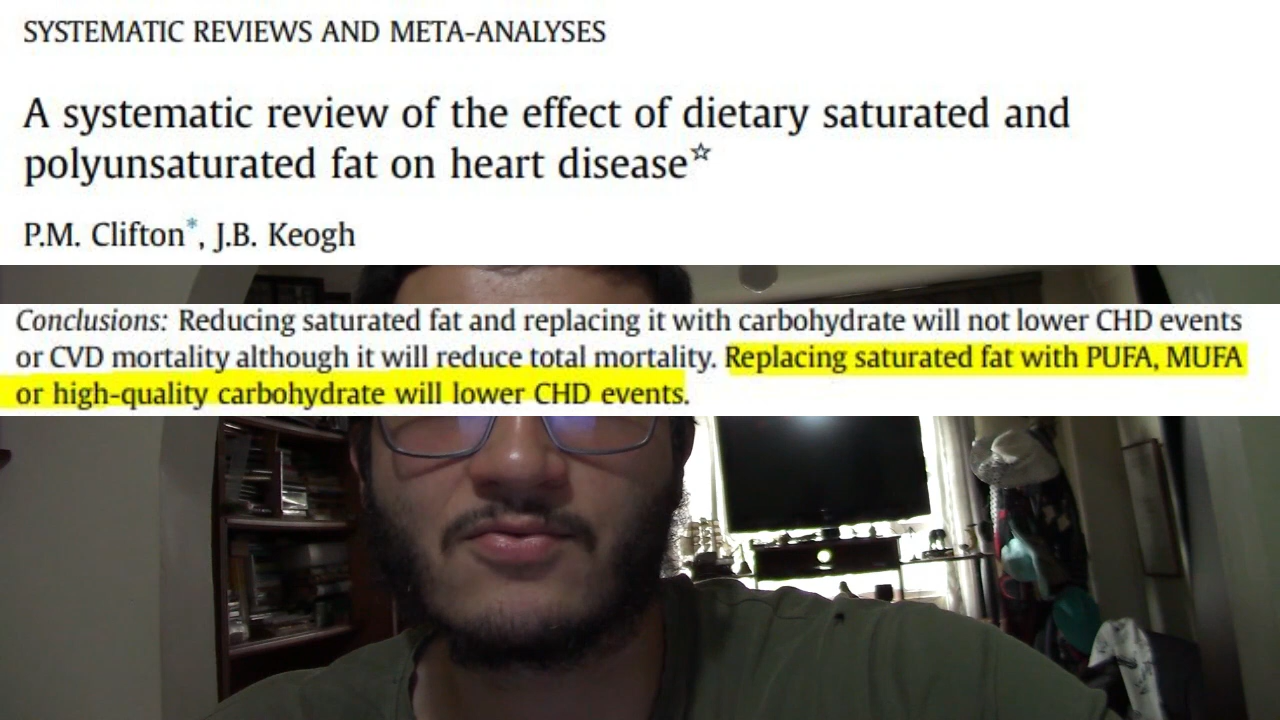 SYSTEMATIC REVIEWS AND META-ANALYSES
A systematic review of the effect of dietary saturated and
polyunsaturated fat on heart disease☆
P.M. Clifton*, J.B. Keogh
Conclusions: Reducing saturated fat and replacing it with carbohydrate will not lower CHD events
or CVD mortality although it will reduce total mortality. Replacing saturated fat with PUFA, MUFA
or high-quality carbohydrate will lower CHD events.